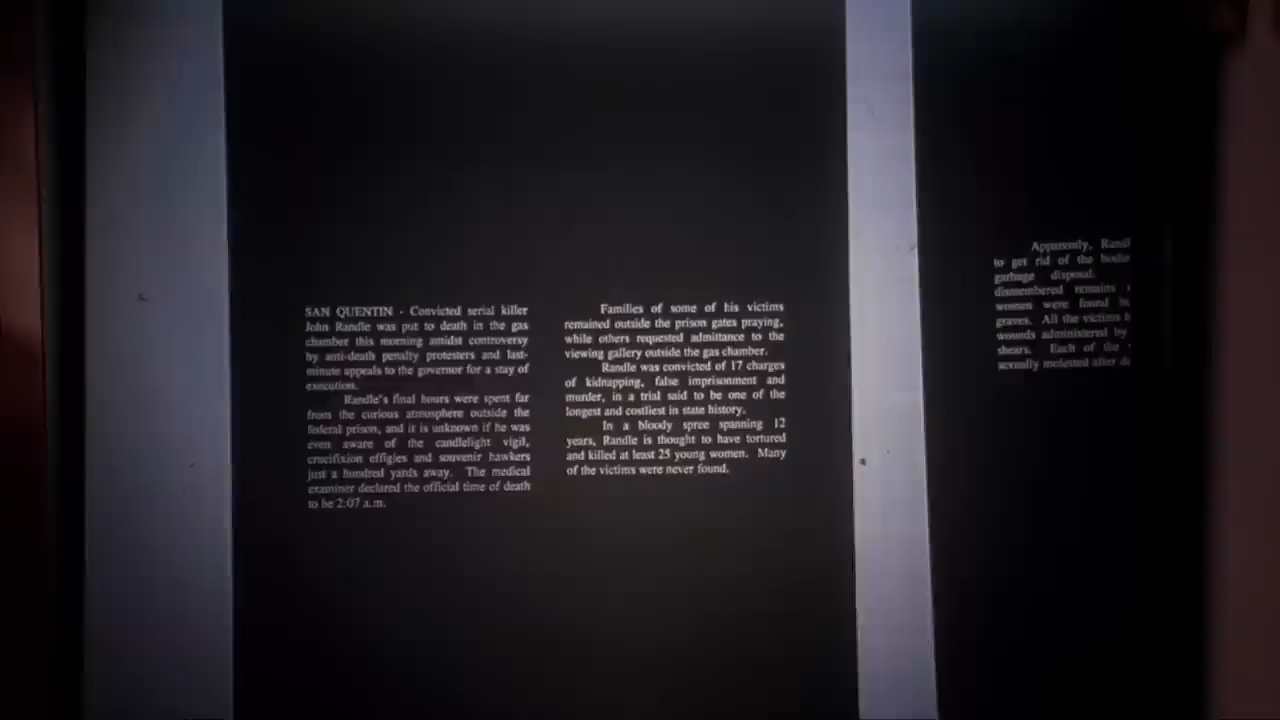 SAN QUENTIN - Convicted serial killer
John Randle was put to death in the gas
chamber this morning amidst controversy
by anti-death penalty protesters and last-
minute appeals to the governor for a stay of
execution.
Randle's final hours were spent far
from the curious atmosphere outside the
federal prison, and it is unknown if he was
even aware of the candlelight vigil,
crucifixion effigies and souvenir hawkers
just a hundred yards away. The medical
examiner declared the official time of death
to be 2:07 a.m.
Families of some of his victims
remained outside the prison gates praying,
while others requested admittance to the
viewing gallery outside the gas chamber.
Randle was convicted of 17 charges
of kidnapping, false imprisonment and
murder, in a trial said to be one of the
longest and costliest in state history.
In a bloody spree spanning 12
years, Randle is thought to have tortured
and killed at least 25 young women. Many
of the victims were never found.
Apparently, Randl
to get rid of the bodie
garbage disposal.
dismembered remains
women were found
graves. All the victims
wounds administered by
shears. Each of the
sexually molested after